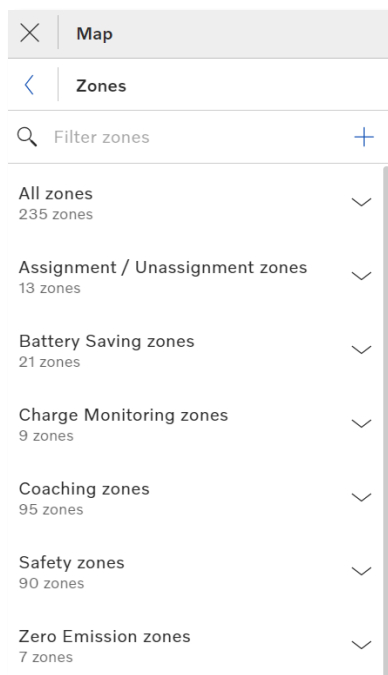 Map
Zones
Filter zones
All zones
235 zones
Assignment / Unassignment zones
13 zones
Battery Saving zones
21 zones
Charge Monitoring zones
9 zones
Coaching zones
95 zones
Safety zones
90 zones
Zero Emission zones
7 zones